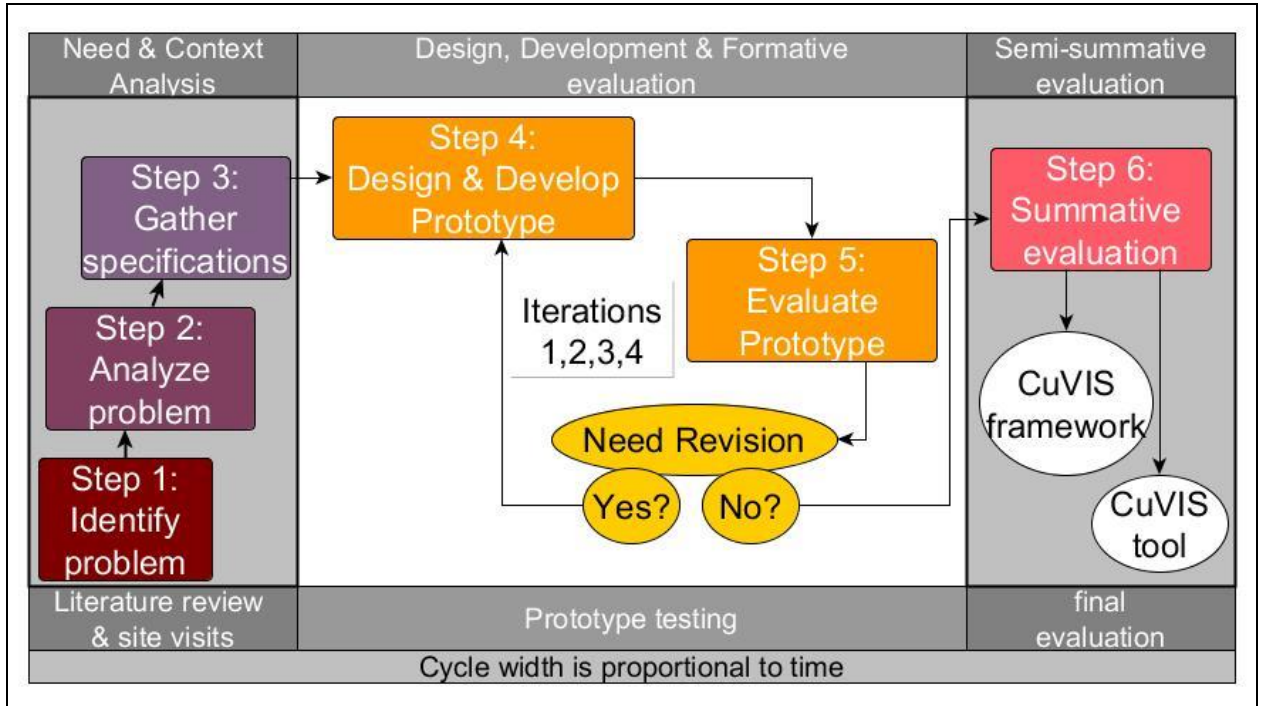 Need & Context
Analysis
Design, Development & Formative
evaluation
Semi-summative
evaluation
Step 1:
Identify
problem
Step 2:
Analyze
problem
Step 3:
Gather
specifications
Step 4:
Design & Develop
Prototype
Step 5:
Evaluate
Prototype
Iterations
1,2,3,4
Need Revision
Yes?
No?
Step 6:
Summative
evaluation
CuVIS
framework
CuVIS
tool
Literature review
& site visits
Prototype testing
final
evaluation
Cycle width is proportional to time